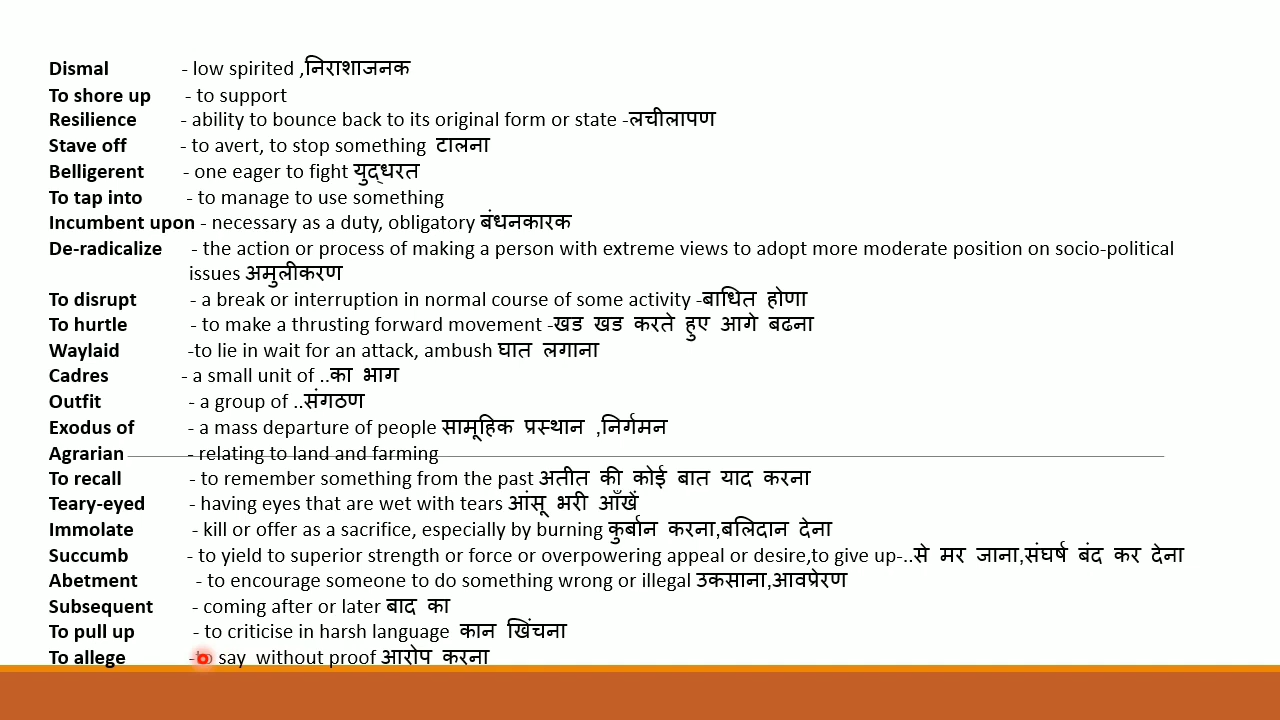 Dismal - low spirited ,निराशाजनक
To shore up - to support
Resilience - ability to bounce back to its original form or state -लचीलापण
Stave off - to avert, to stop something टालना
Belligerent - one eager to fight युद्धरत
To tap into - to manage to use something
Incumbent upon - necessary as a duty, obligatory बंधनकारक
De-radicalize - the action or process of making a person with extreme views to adopt more moderate position on socio-political
issues अमुलीकरण
To disrupt - a break or interruption in normal course of some activity -बाधित होणा
To hurtle - to make a thrusting forward movement -खड खड करते हुए आगे बढना
Waylaid -to lie in wait for an attack, ambush घात लगाना
Cadres - a small unit of ..का भाग
Outfit - a group of ..संगठण
Exodus of - a mass departure of people सामूहिक प्रस्थान ,निर्गमन
Agrarian - relating to land and farming
To recall - to remember something from the past अतीत की कोई बात याद करना
Teary-eyed - having eyes that are wet with tears आंसू भरी आँखें
Immolate - kill or offer as a sacrifice, especially by burning कुर्बान करना,बलिदान देना
Succumb - to yield to superior strength or force or overpowering appeal or desire,to give up-..से मर जाना,संघर्ष बंद कर देना
Abetment - to encourage someone to do something wrong or illegal उकसाना,आवप्रेरण
Subsequent - coming after or later बाद का
To pull up - to criticise in harsh language कान खिंचना
To allege -to say without proof आरोप करना